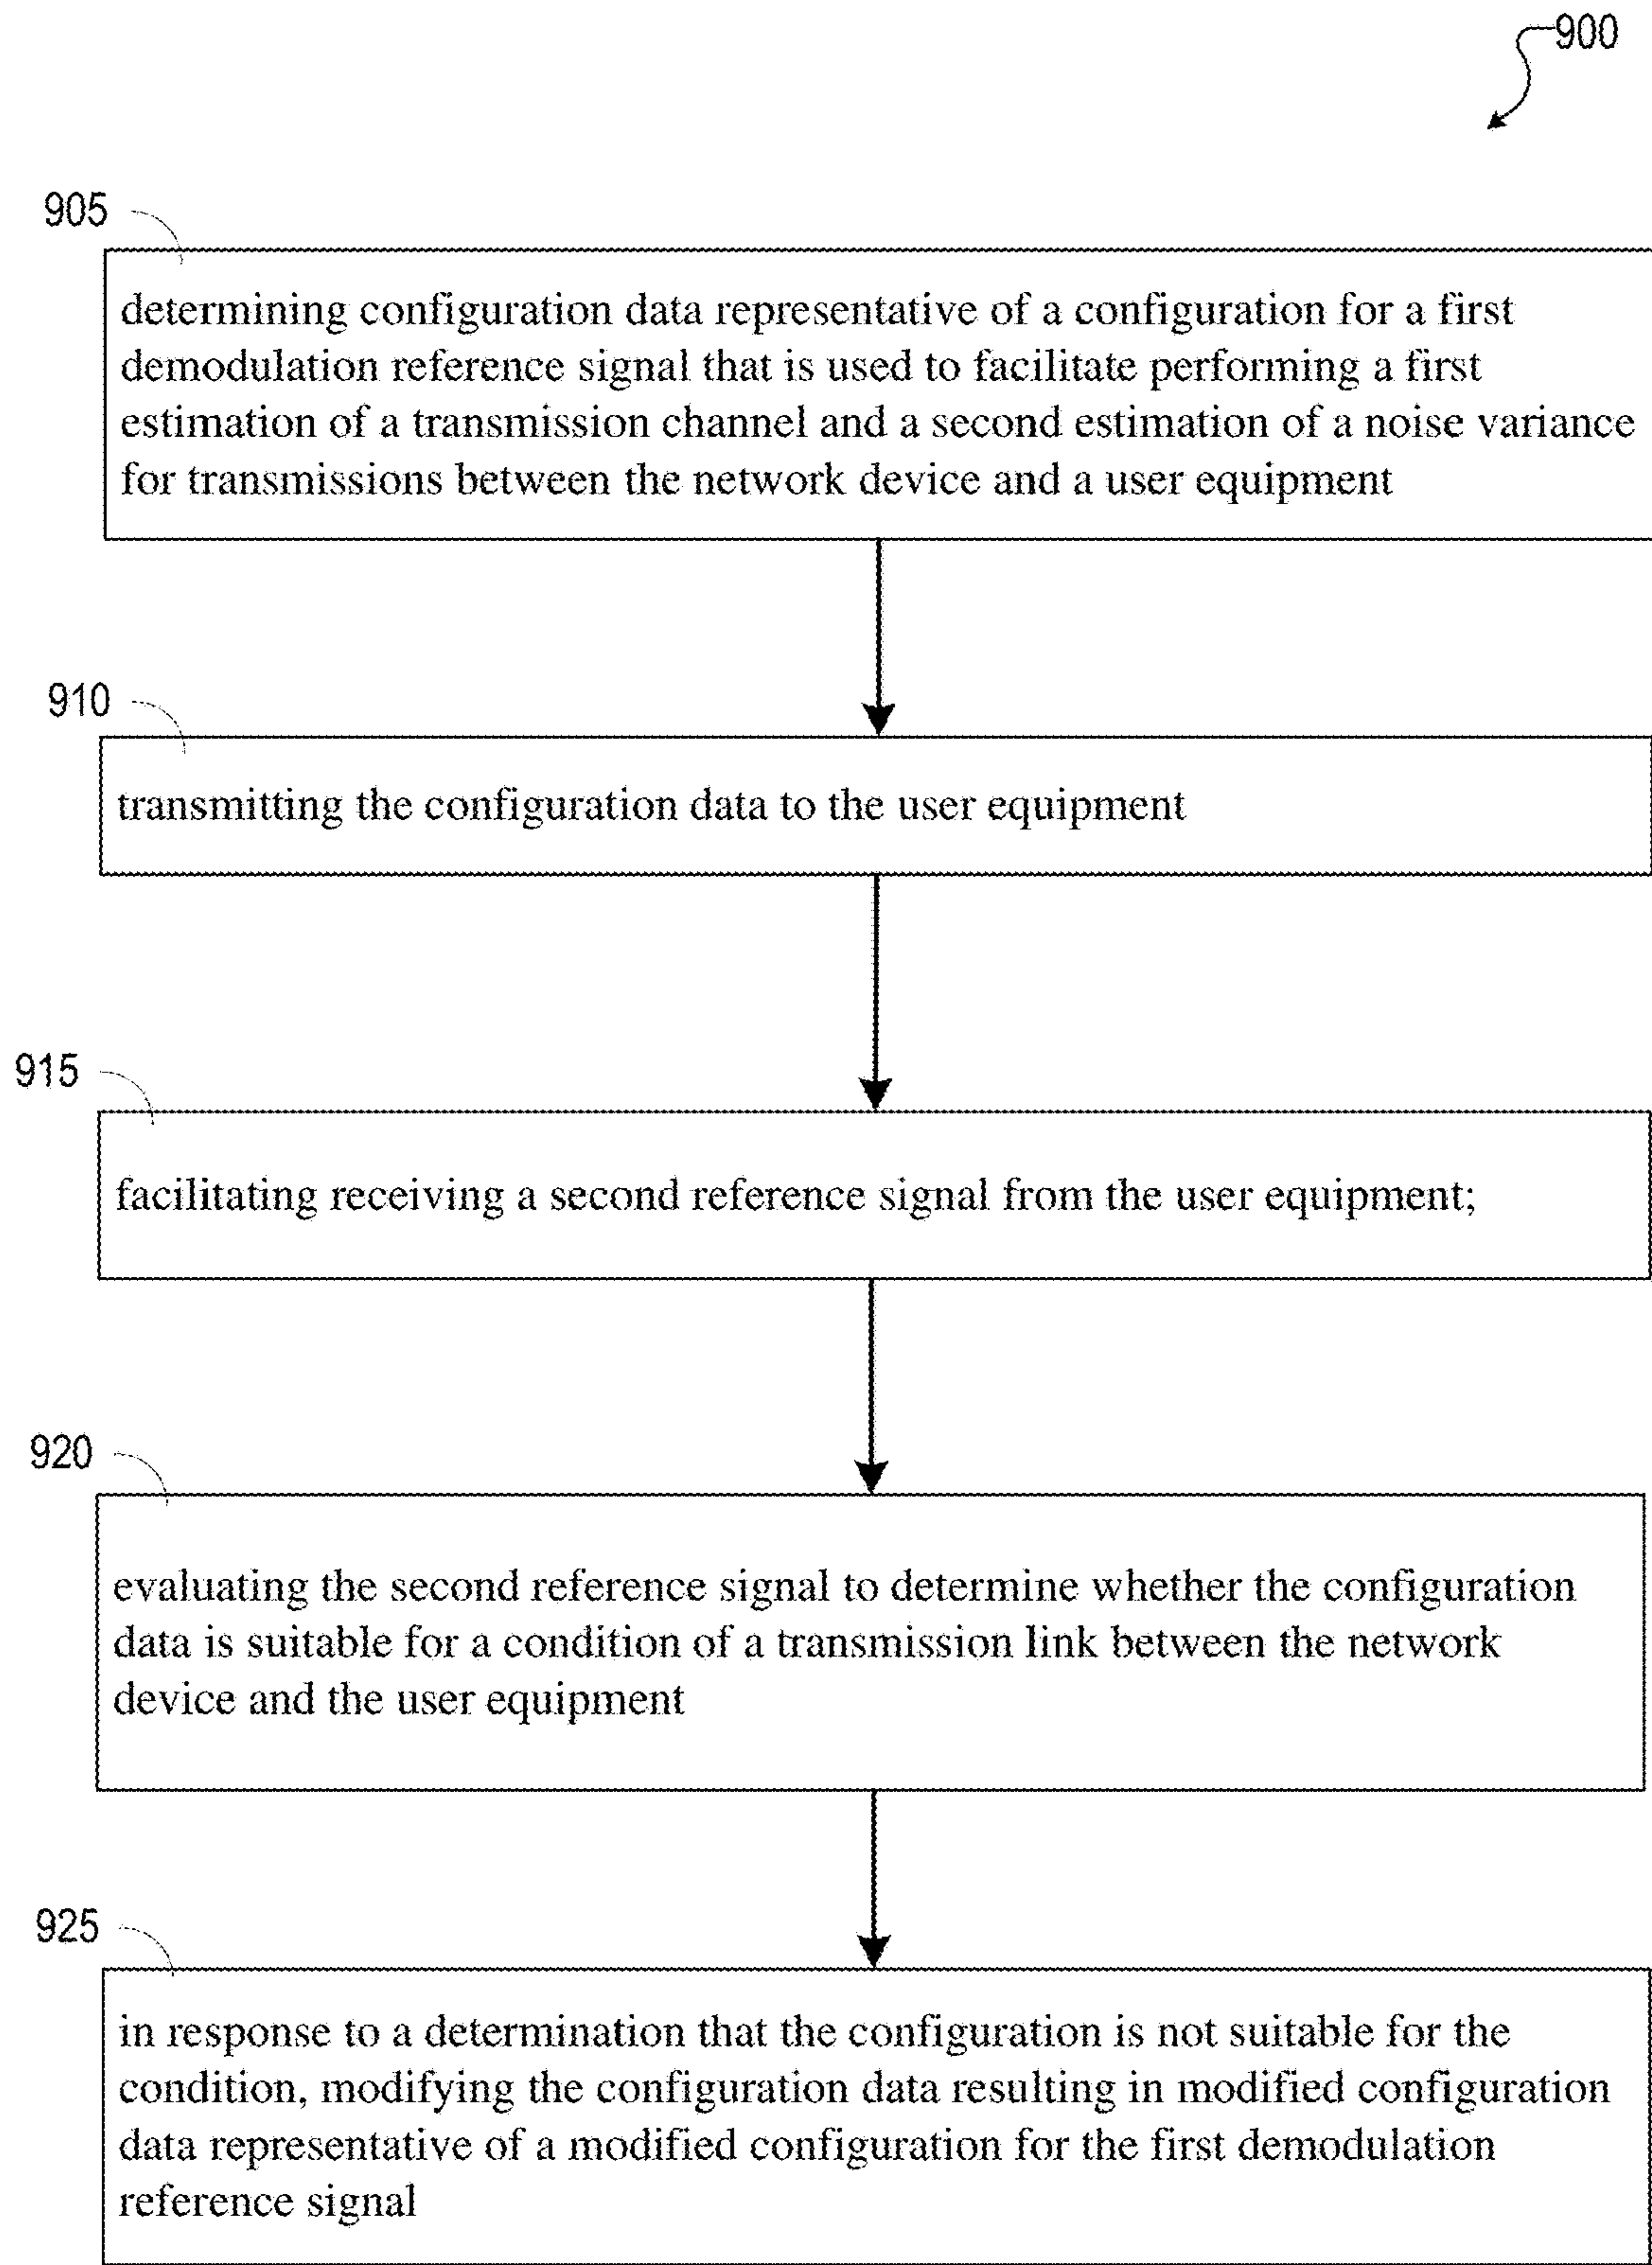 900
905
determining configuration data representative of a configuration for a first
demodulation reference signal that is used to facilitate performing a first
estimation of a transmission channel and a second estimation of a noise variance
for transmissions between the network device and a user equipment
910
transmitting the configuration data to the user equipment
915
facilitating receiving a second reference signal from the user equipment;
920
evaluating the second reference signal to determine whether the configuration
data is suitable for a condition of a transmission link between the network
device and the user equipment
925
in response to a determination that the configuration is not suitable for the
condition, modifying the configuration data resulting in modified configuration
data representative of a modified configuration for the first demodulation
reference signal